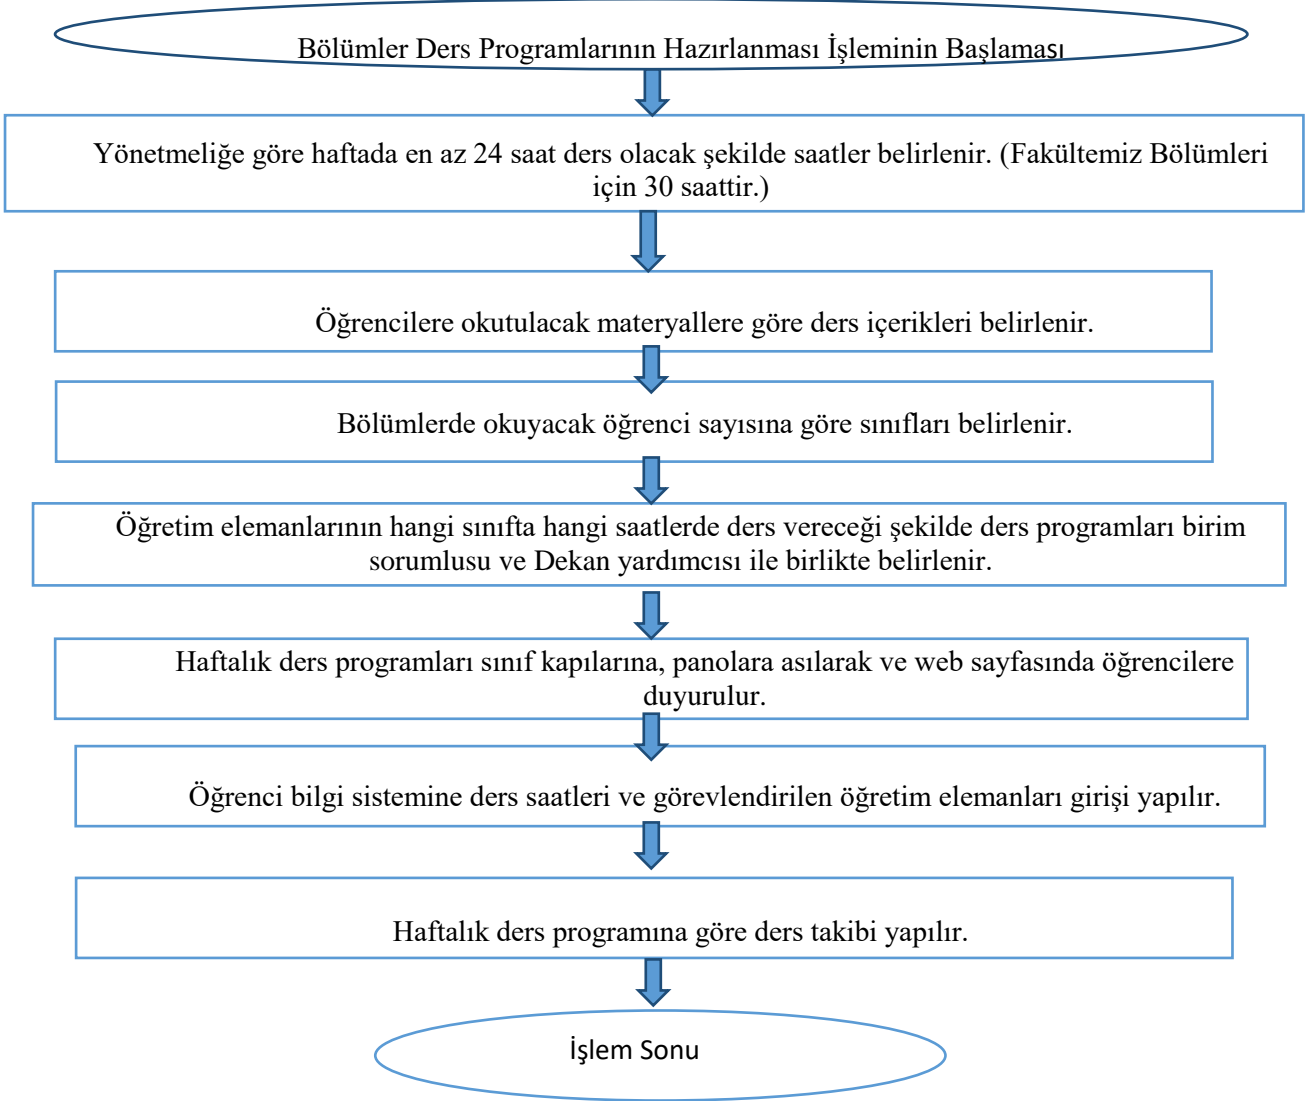 Bölümler Ders Programlarının Hazırlanması İşleminin Başlaması
Yönetmeliğe göre haftada en az 24 saat ders olacak şekilde saatler belirlenir. (Fakültemiz Bölümleri
için 30 saattir.)
Öğrencilere okutulacak materyallere göre ders içerikleri belirlenir.
Bölümlerde okuyacak öğrenci sayısına göre sınıfları belirlenir.
Öğretim elemanlarının hangi sınıfta hangi saatlerde ders vereceği şekilde ders programları birim
sorumlusu ve Dekan yardımcısı ile birlikte belirlenir.
Haftalık ders programları sınıf kapılarına, panolara asılarak ve web sayfasında öğrencilere
duyurulur.
Öğrenci bilgi sistemine ders saatleri ve görevlendirilen öğretim elemanları girişi yapılır.
Haftalık ders programına göre ders takibi yapılır.
İşlem Sonu